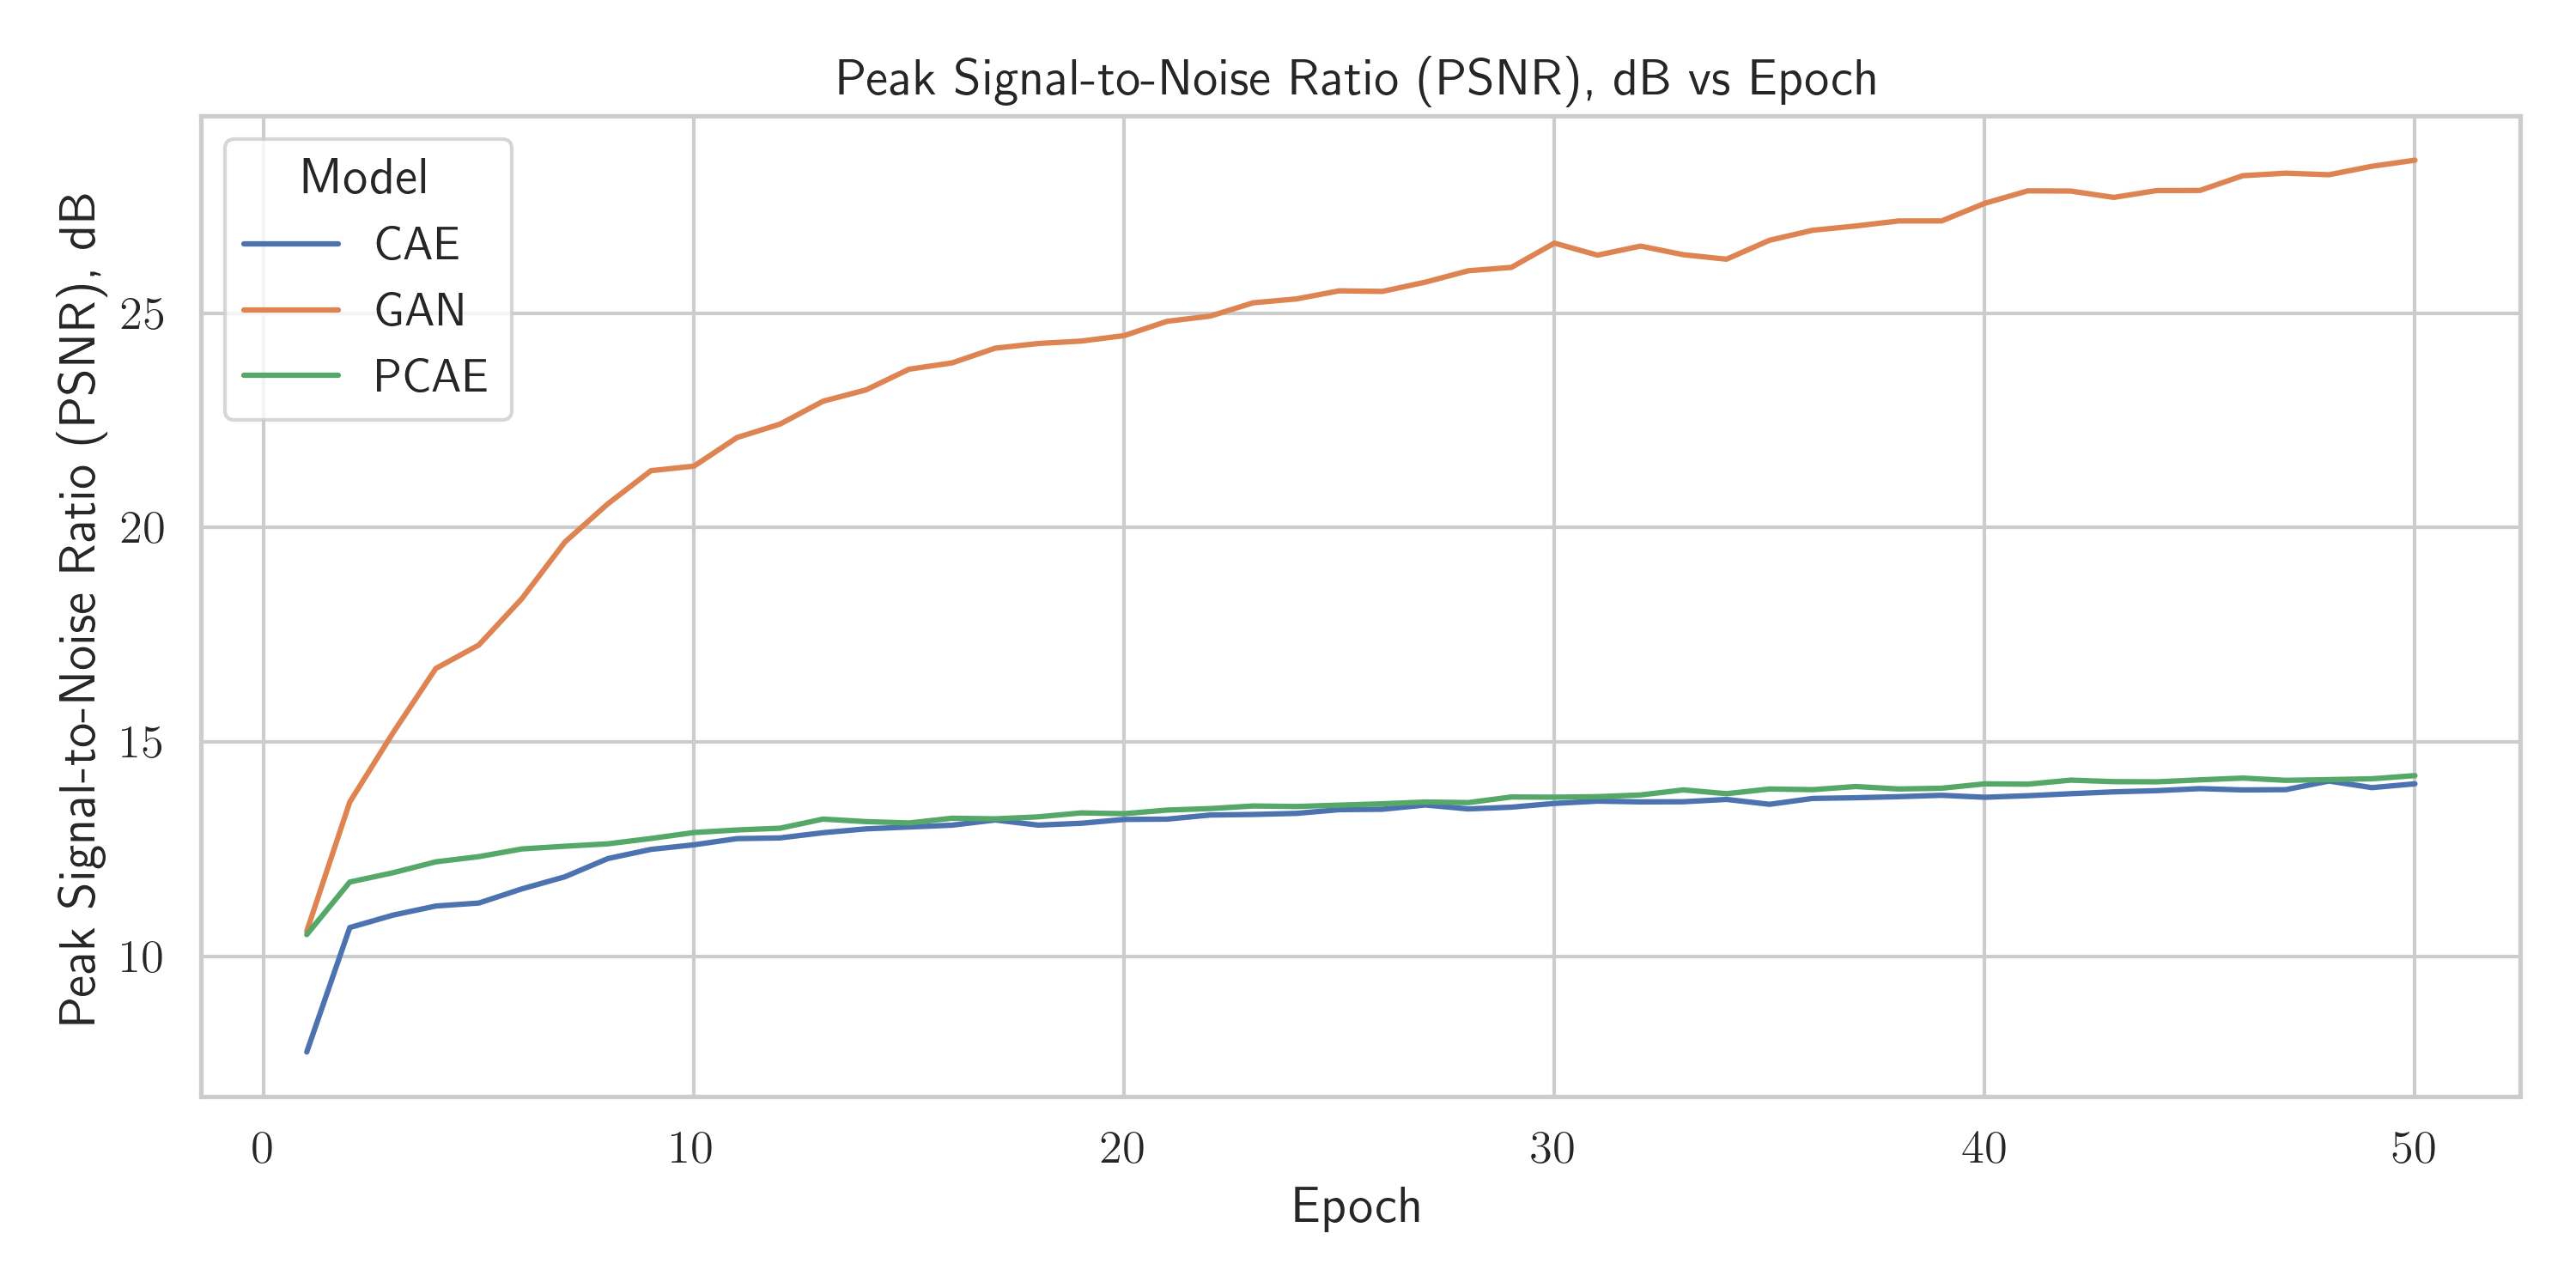 Peak Signal-to-Noise Ratio (PSNR), dB vs Epoch
Peak Signal-to-Noise Ratio (PSNR), dB
Model
CAE
GAN
PCAE
25
20
15
10
0 10 20 30 40 50
Epoch